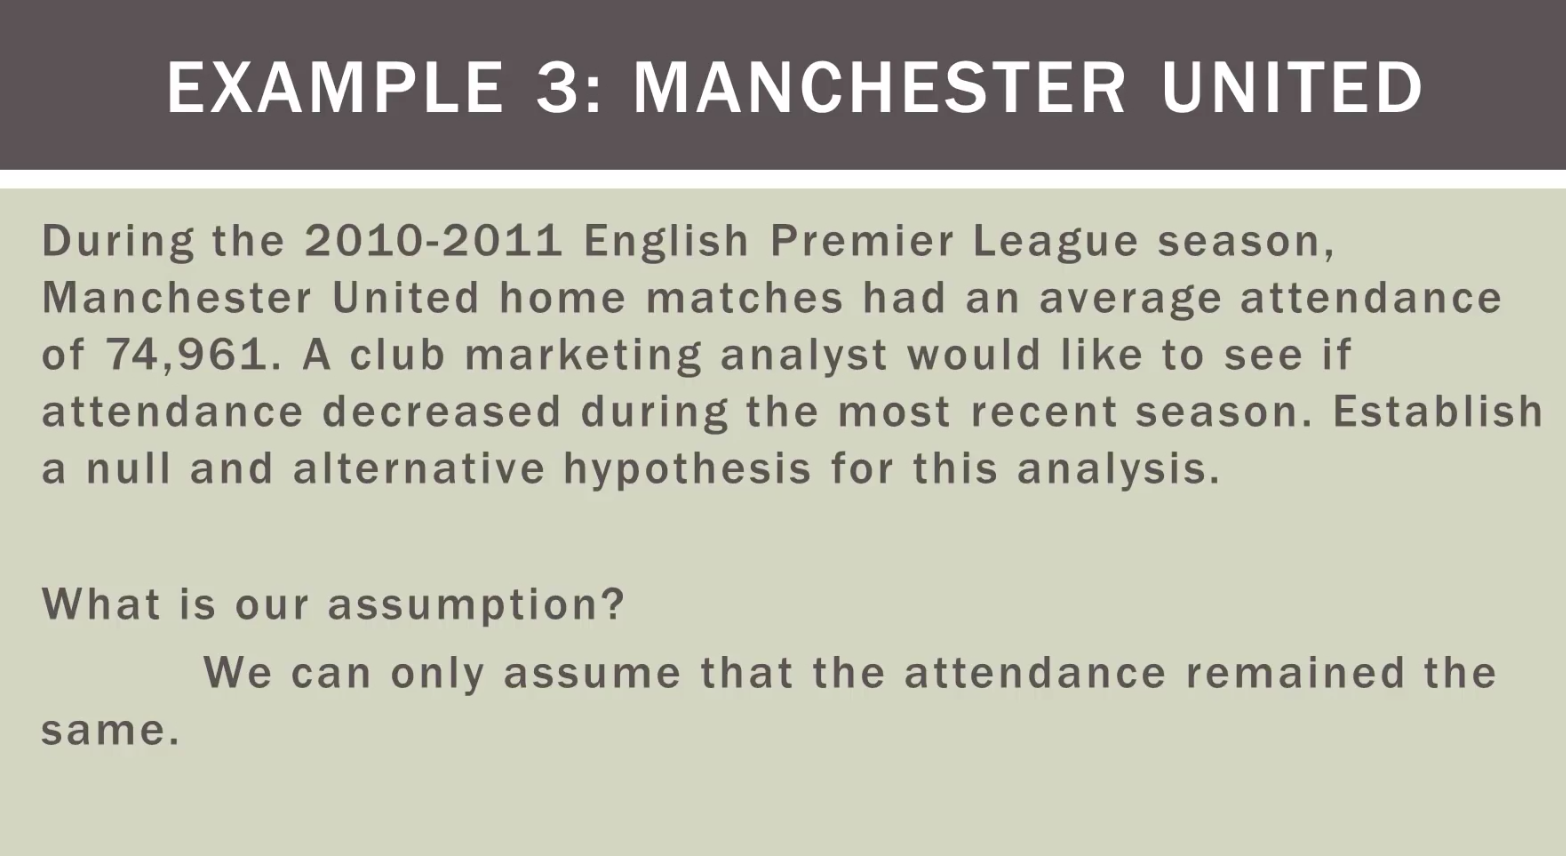 EXAMPLE 3: MANCHESTER UNITED
During the 2010-2011 English Premier League season,
Manchester United home matches had an average attendance
of 74,961. A club marketing analyst would like to see if
attendance decreased during the most recent season. Establish
a null and alternative hypothesis for this analysis.
What is our assumption?
We can only assume that the attendance remained the
same.